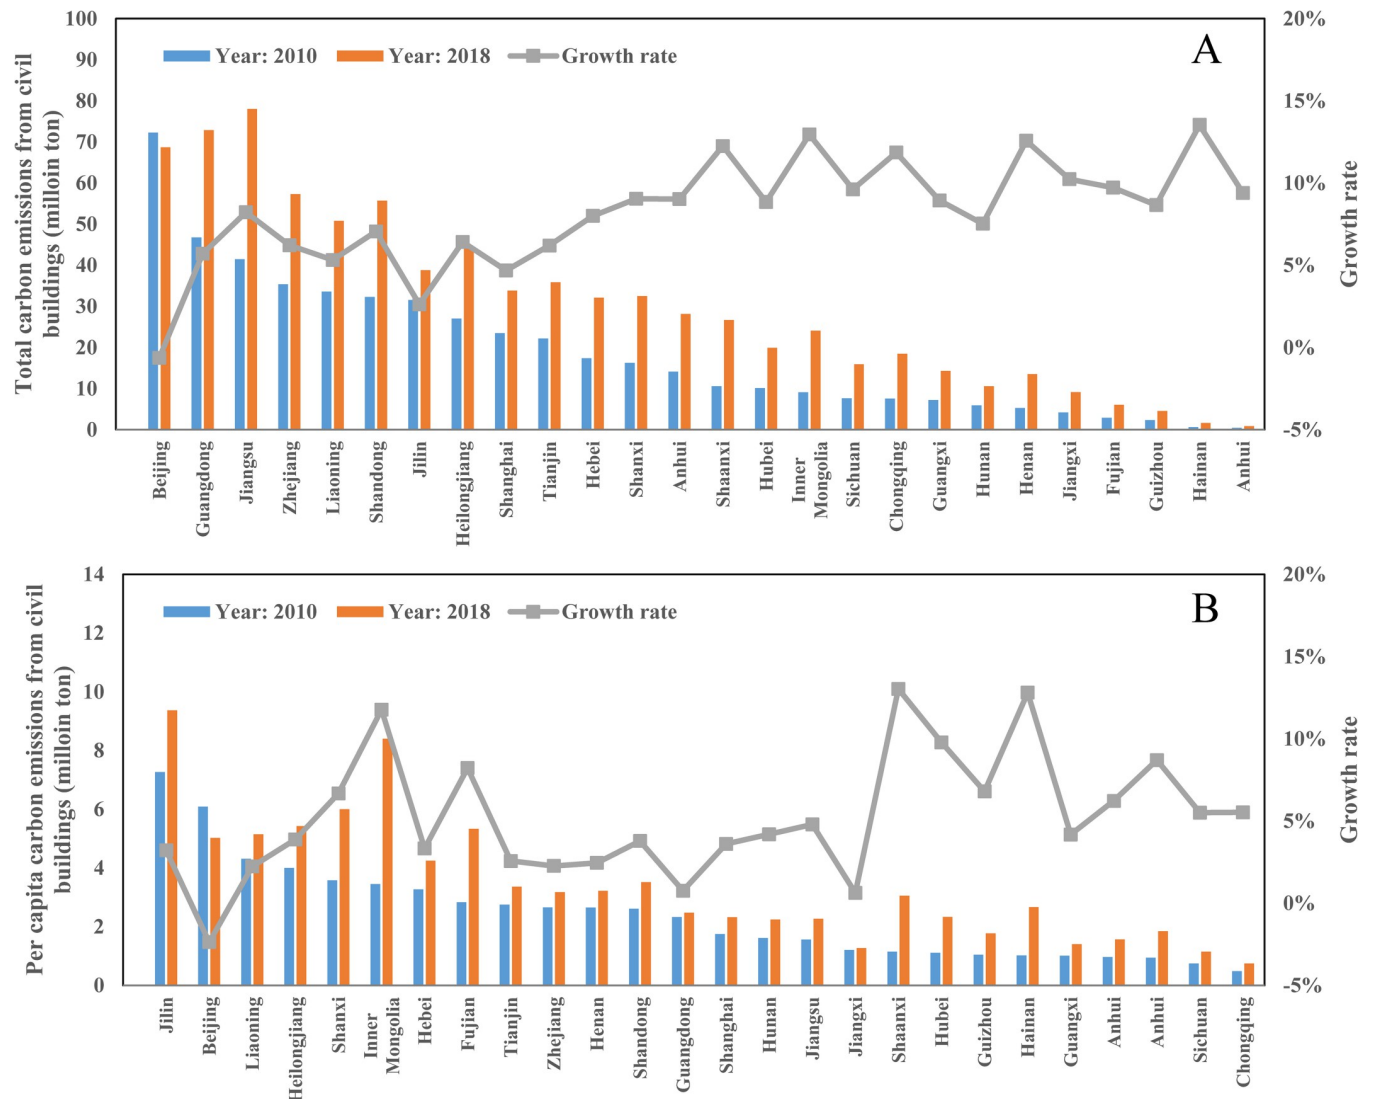 A
Year: 2010
Year: 2018
Growth rate
Total carbon emissions from civil
buildings (milloin ton)
100
90
80
70
60
50
40
30
20
10
0
20%
15%
10%
5%
0%
-5%
Growth rate
Beijing
Guangdong
Jiangsu
Zhejiang
Liaoning
Shandong
Jilin
Heilongjiang
Shanghai
Tianjin
Hebei
Shanxi
Anhui
Shaanxi
Hubei
Inner
Mongolia
Sichuan
Chongqing
Guangxi
Hunan
Henan
Jiangxi
Fujian
Guizhou
Hainan
Anhui
B
Year: 2010
Year: 2018
Growth rate
Per capita carbon emissions from civil
buildings (milloin ton)
14
12
10
8
6
4
2
0
20%
15%
10%
5%
0%
-5%
Growth rate
Jilin
Beijing
Liaoning
Heilongjiang
Shanxi
Inner
Mongolia
Hebei
Fujian
Tianjin
Zhejiang
Henan
Shandong
Guangdong
Shanghai
Hunan
Jiangsu
Jiangxi
Shaanxi
Hubei
Guizhou
Hainan
Guangxi
Anhui
Anhui
Sichuan
Chongqing